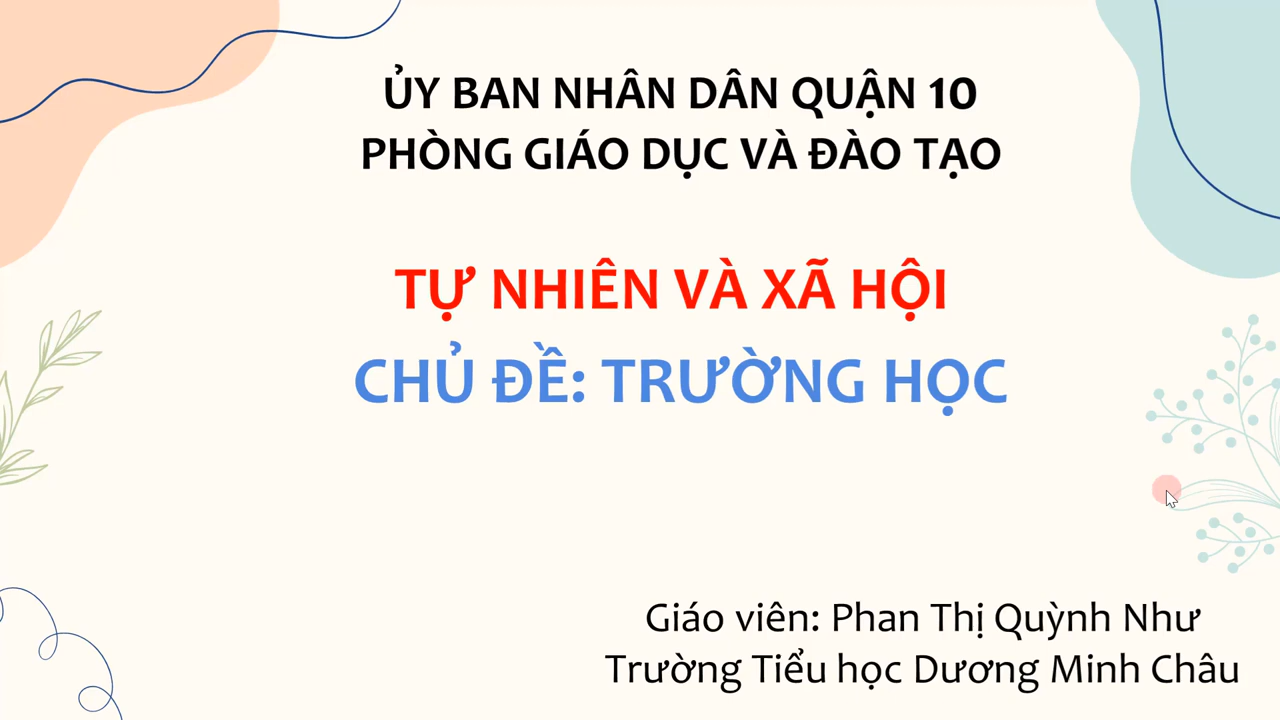 ỦY BAN NHÂN DÂN QUẬN 10
PHÒNG GIÁO DỤC VÀ ĐÀO TẠO
TỰ NHIÊN VÀ XÃ HỘI
CHỦ ĐỀ: TRƯỜNG HỌC
Giáo viên: Phan Thị Quỳnh Như
Trường Tiểu học Dương Minh Châu